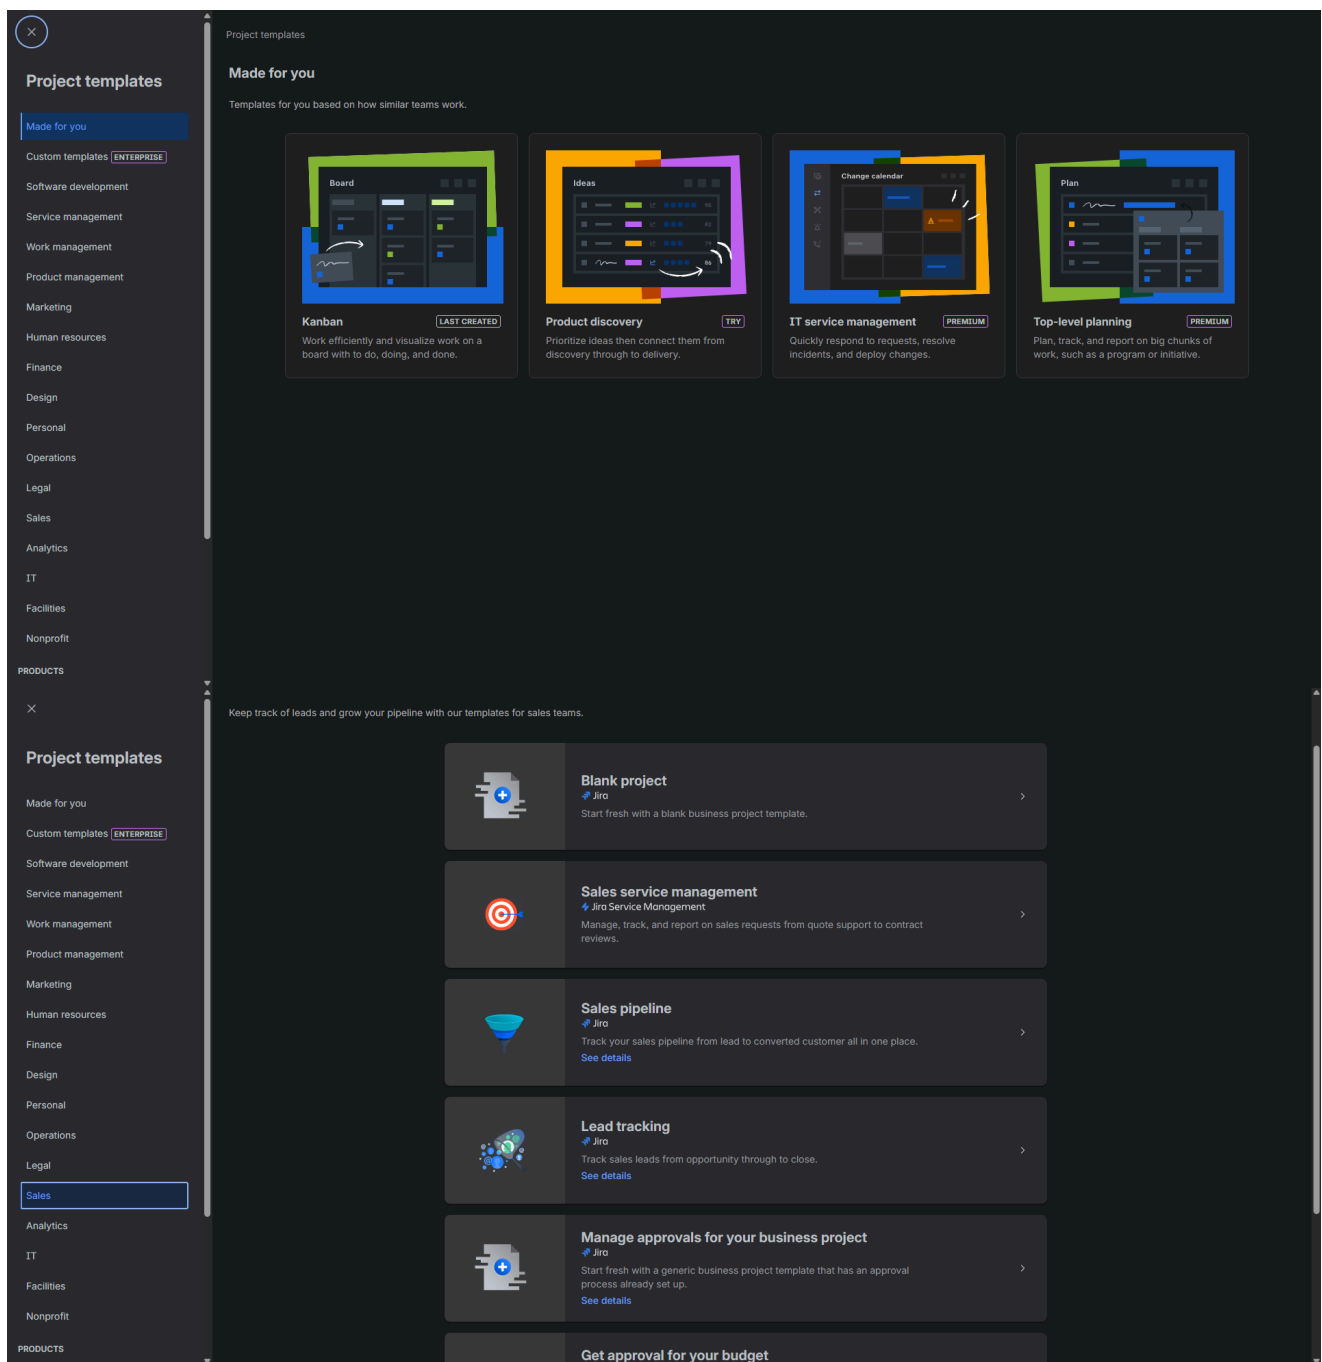 Project templates
Made for you
Custom templates ENTERPRISE
Software development
Service management
Work management
Product management
Marketing
Human resources
Finance
Design
Personal
Operations
Legal
Sales
Analytics
IT
Facilities
Nonprofit
PRODUCTS
Project templates
Made for you
Templates for you based on how similar teams work.
Board
Kanban LAST CREATED
Work efficiently and visualize work on a
board with to do, doing, and done.
Ideas
Product discovery TRY
Prioritize ideas then connect them from
discovery through to delivery.
Change calendar
IT service management PREMIUM
Quickly respond to requests, resolve
incidents, and deploy changes.
Plan
Top-level planning PREMIUM
Plan, track, and report on big chunks of
work, such as a program or initiative.
Project templates
Made for you
Custom templates ENTERPRISE
Software development
Service management
Work management
Product management
Marketing
Human resources
Finance
Design
Personal
Operations
Legal
Sales
Analytics
IT
Facilities
Nonprofit
PRODUCTS
Keep track of leads and grow your pipeline with our templates for sales teams.
Blank project
Jira
Start fresh with a blank business project template.
Sales service management
Jira Service Management
Manage, track, and report on sales requests from quote support to contract
reviews.
Sales pipeline
Jira
Track your sales pipeline from lead to converted customer all in one place.
See details
Lead tracking
Jira
Track sales leads from opportunity through to close.
See details
Manage approvals for your business project
Jira
Start fresh with a generic business project template that has an approval
process already set up.
See details
Get approval for your budget